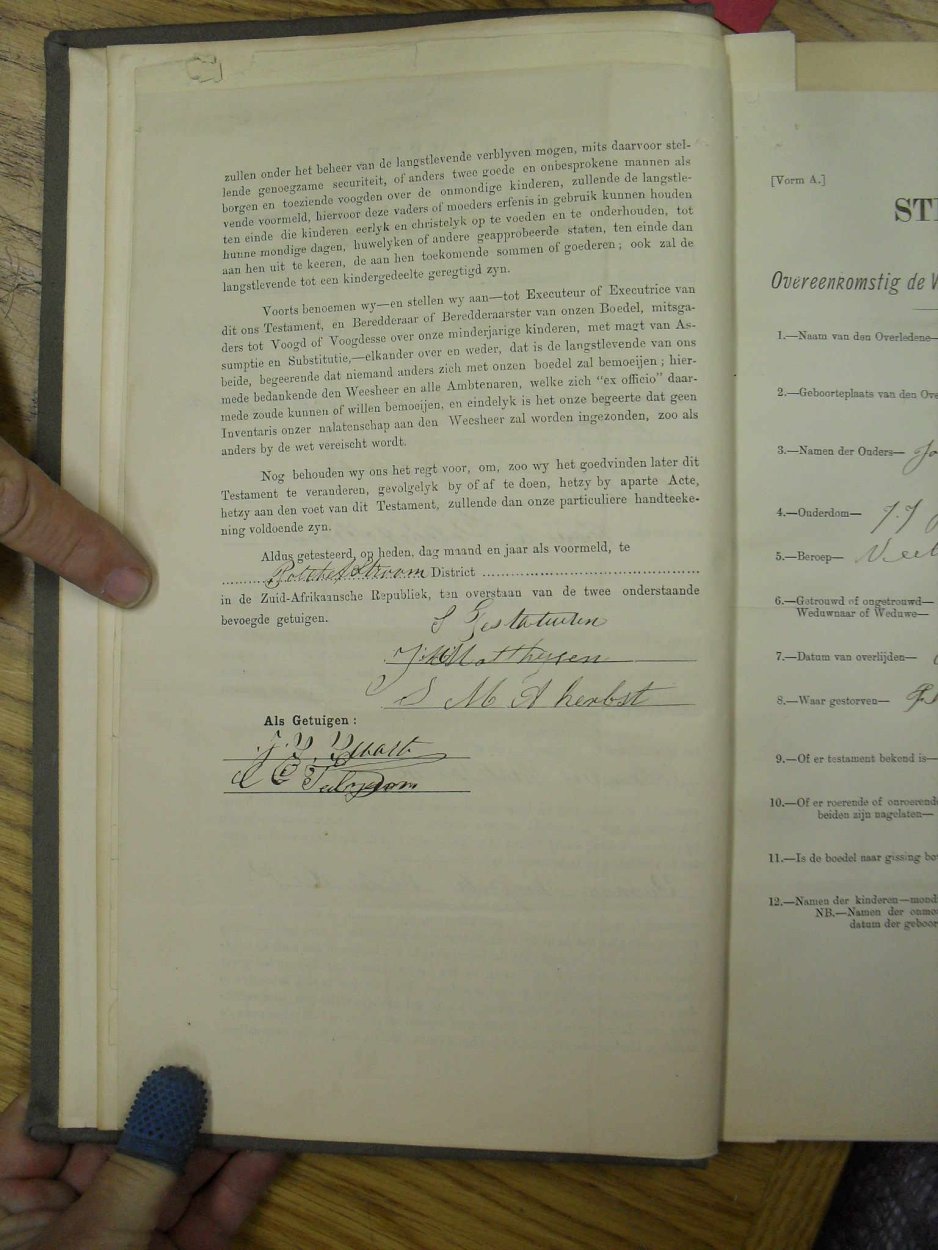 zullen onder het beheer van de langstlevende verblyven mogen, mits daarvoor stel-
lende genoegzame securiteit, of anders twee goede en onbesprokene mannen als
borgen en toeziende voogden over de onmondige kinderen, zullende de langstle-
vende voormeld, hiervoor deze vaders of moeders erfenis in gebruik kunnen houden
ten einde die kinderen eerlyk en christelyk op te voeden en te onderhouden, tot
hunne mondige dagen, huwelyken of andere geapprobeerde staten, ten einde dan
aan hen uit te keeren, de aan hen toekomende sommen of goederen; ook zal de
langstlevende tot een kindergedeelte geregtigd zyn.
Voorts benoemen wy—en stellen wy aan—tot Executeur of Executrice van
dit ons Testament, en Beredderaar of Beredderaarster van onzen Boedel, mitsga-
ders tot Voogd of Voogdesse over onze minderjarige kinderen, met magt van As-
sumptie en Substitutie,—elkander over en weder, dat is de langstlevende van ons
beide, begeerende dat niemand anders zich met onzen boedel zal bemoeijen; hier-
mede bedankende den Weesheer en alle Ambtenaren, welke zich "ex officio" daar-
mede zoude kunnen of willen bemoeijen, en eindelyk is het onze begeerte dat geen
Inventaris onzer nalatenschap aan den Weesheer zal worden ingezonden, zoo als
anders by de wet vereischt wordt.
Nog behouden wy ons het regt voor, om, zoo wy het goedvinden later dit
Testament te veranderen, gevolgelyk by of af te doen, hetzy by aparte Acte,
hetzy aan den voet van dit Testament, zullende dan onze particuliere handteeke-
ning voldoende zyn.
Aldus getesteerd, op heden, dag maand en jaar als voormeld, te
Potchefstroom District
in de Zuid-Afrikaansche Republiek, ten overstaan van de twee onderstaande
bevoegde getuigen.
Testateuren
Matthysen
S M A herbst
Als Getuigen:
[Vorm A.]
ST
Overeenkomstig de W
1.—Naam van den Overledene—
2.—Geboorteplaats van den Ove
3.—Namen der Ouders— Jo
4.—Ouderdom—
5.—Beroep— Veel
6.—Getrouwd of ongetrouwd—
Weduwnaar of Weduwe—
7.—Datum van overlijden—
8.—Waar gestorven—
9.—Of er testament bekend is—
10.—Of er roerende of onroerend
beiden zijn nagelaten—
11.—Is de boedel naar gissing bo
12.—Namen der kinderen—mond
NB.—Namen der onmo
datum der geboor